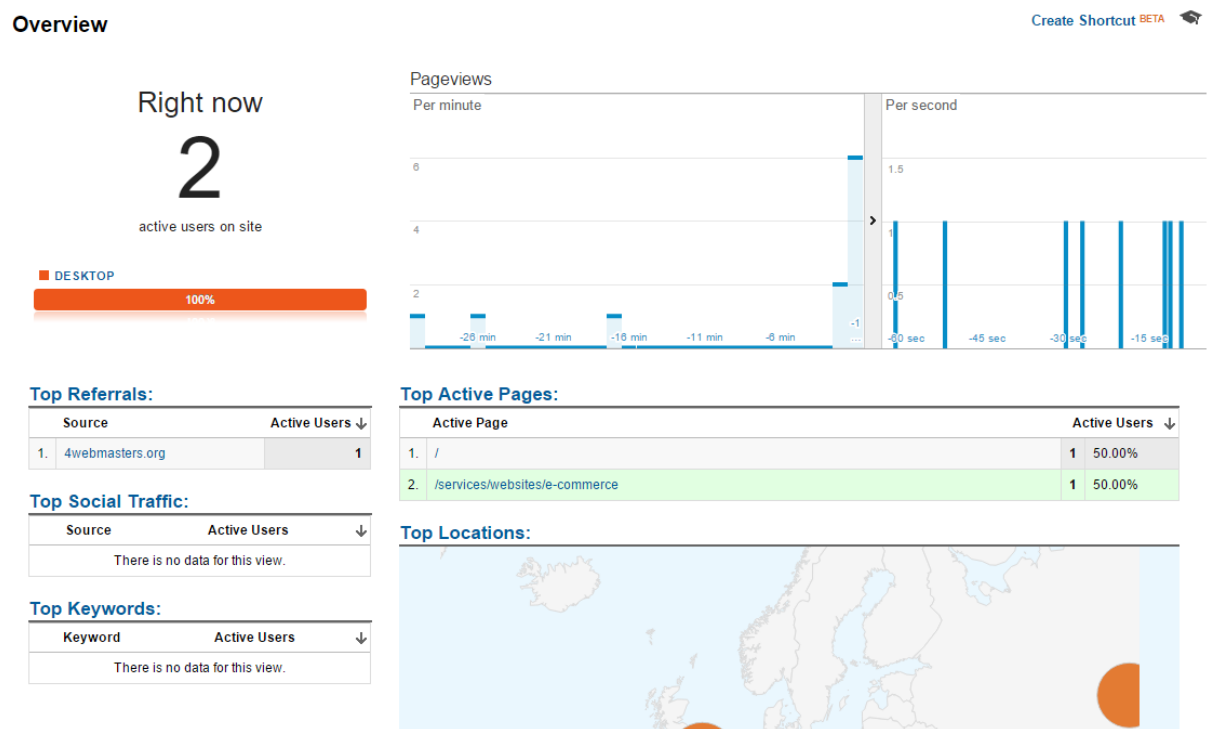 Overview
Create Shortcut BETA
Right now
2
active users on site
DESKTOP
100%
Pageviews
Per minute
Per second
6
4
2
-26 min
-21 min
-16 min
-11 min
-6 min
-1
...
1.5
1
0.5
-60 sec
-45 sec
-30 sec
-15 sec
Top Referrals:
Source Active Users
1. 4webmasters.org 1
Top Social Traffic:
Source Active Users
There is no data for this view.
Top Keywords:
Keyword Active Users
There is no data for this view.
Top Active Pages:
Active Page Active Users
1. / 1 50.00%
2. /services/websites/e-commerce 1 50.00%
Top Locations: